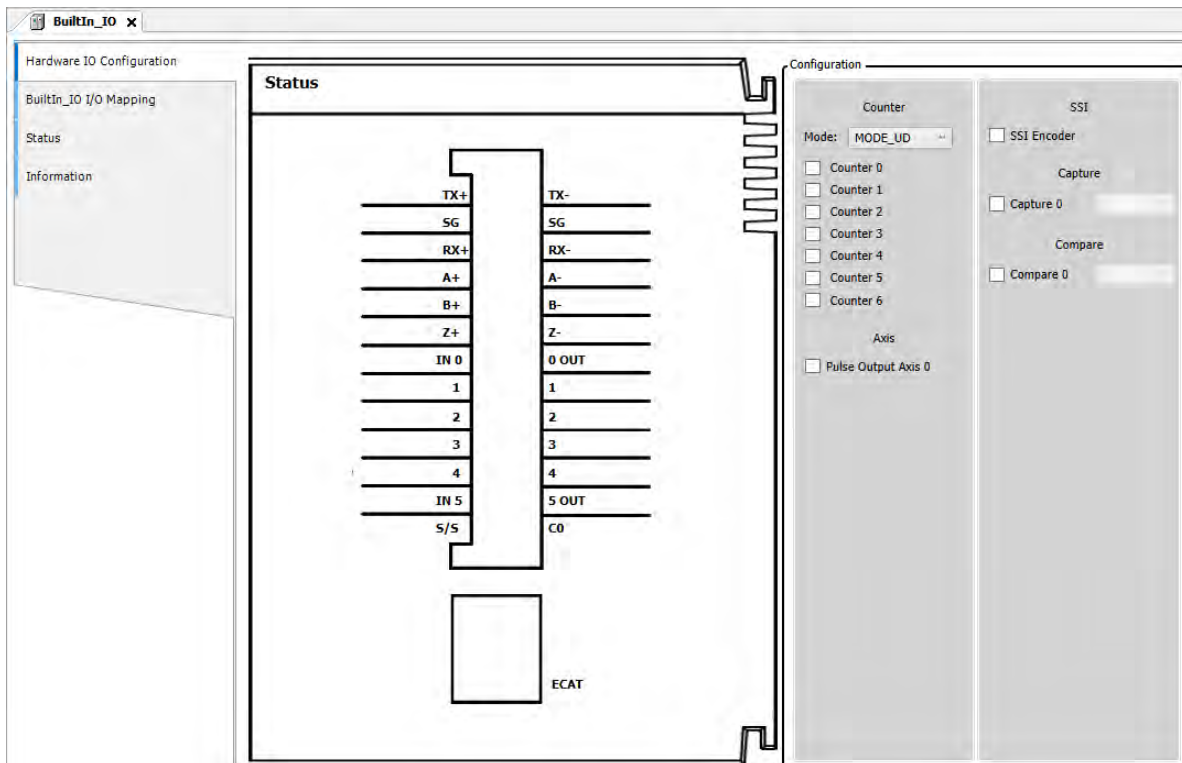 BuiltIn_IO x
Hardware IO Configuration
BuiltIn_IO I/O Mapping
Status
Information
Status
TX+ TX-
SG SG
RX+ RX-
A+ A-
B+ B-
Z+ Z-
IN 0 0 OUT
1 1
2 2
3 3
4 4
IN 5 5 OUT
S/S C0
ECAT
Configuration
Counter
Mode: MODE_UD
Counter 0
Counter 1
Counter 2
Counter 3
Counter 4
Counter 5
Counter 6
Axis
Pulse Output Axis 0
SSI
SSI Encoder
Capture
Capture 0
Compare
Compare 0